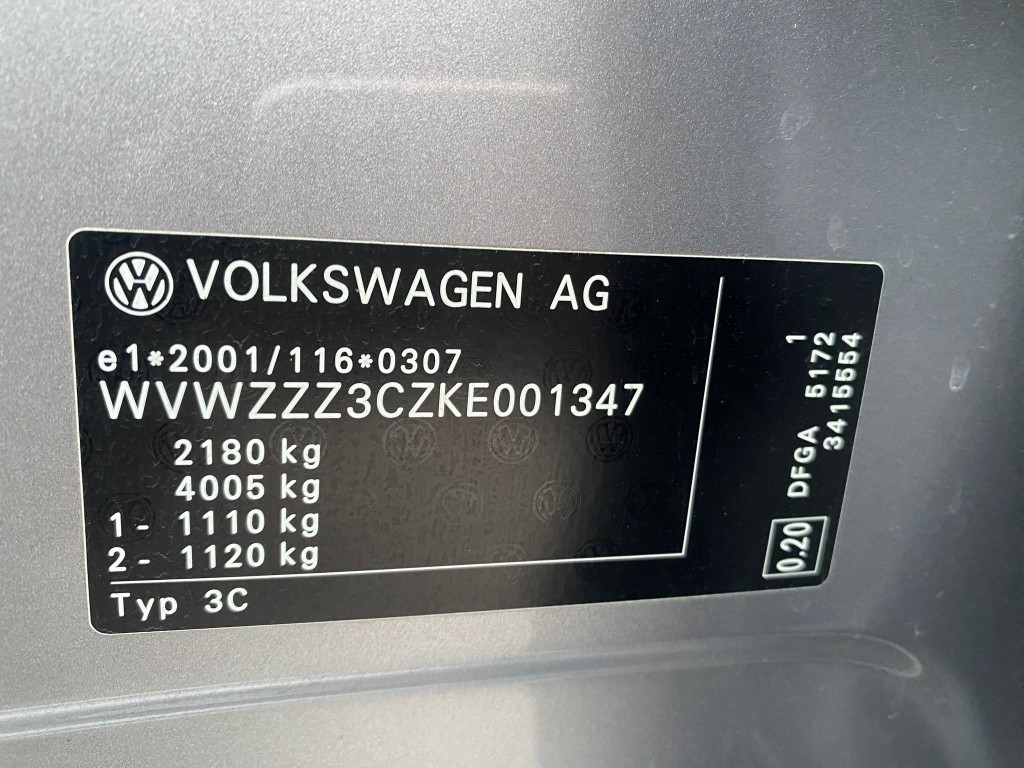 VOLKSWAGEN AG
e1*2001/116*0307
WVWZZZ3CZKE001347
2180 kg
4005 kg
1- 1110 kg
2- 1120 kg
Typ 3C
1
DFGA 5172
3415554
0.20